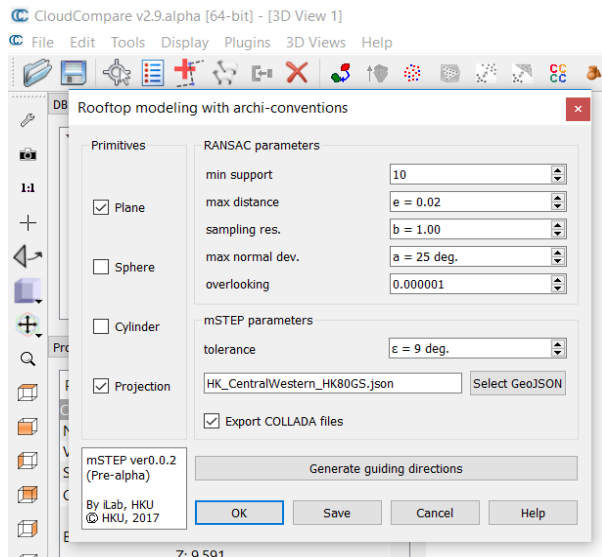 CloudCompare v2.9.alpha [64-bit] - [3D View 1]
File Edit Tools Display Plugins 3D Views Help
DB
Rooftop modeling with archi-conventions
Primitives
Plane
Sphere
Cylinder
Projection
RANSAC parameters
min support 10
max distance e = 0.02
sampling res. b = 1.00
max normal dev. a = 25 deg.
overlooking 0.000001
mSTEP parameters
tolerance ε = 9 deg.
HK_CentralWestern_HK80GS.json Select GeoJSON
Export COLLADA files
mSTEP ver0.0.2
(Pre-alpha)
By iLab, HKU
© HKU, 2017
Generate guiding directions
OK Save Cancel Help
1:1
Pro
CC
CC
Z: 9.591